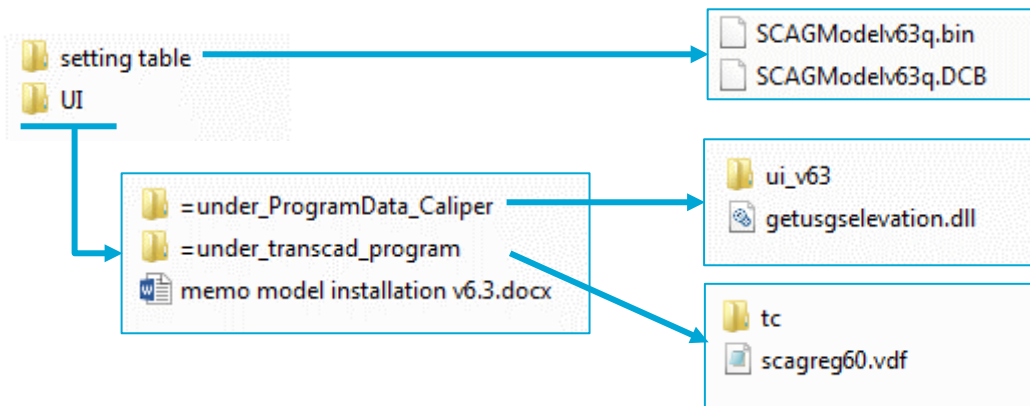 setting table
UI
SCAGModelv63q.bin
SCAGModelv63q.DCB
=under_ProgramData_Caliper
=under_transcad_program
memo model installation v6.3.docx
ui_v63
getusgselevation.dll
tc
scagreg60.vdf